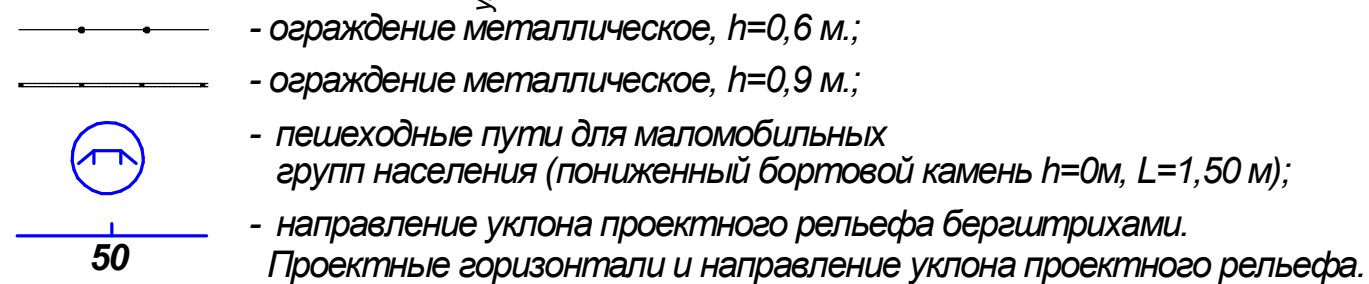 - ограждение металлическое, h=0,6 м.;
- ограждение металлическое, h=0,9 м.;
- пешеходные пути для маломобильных
групп населения (пониженный бортовой камень h=0м, L=1,50 м);
- направление уклона проектного рельефа бергштрихами.
50
Проектные горизонтали и направление уклона проектного рельефа.